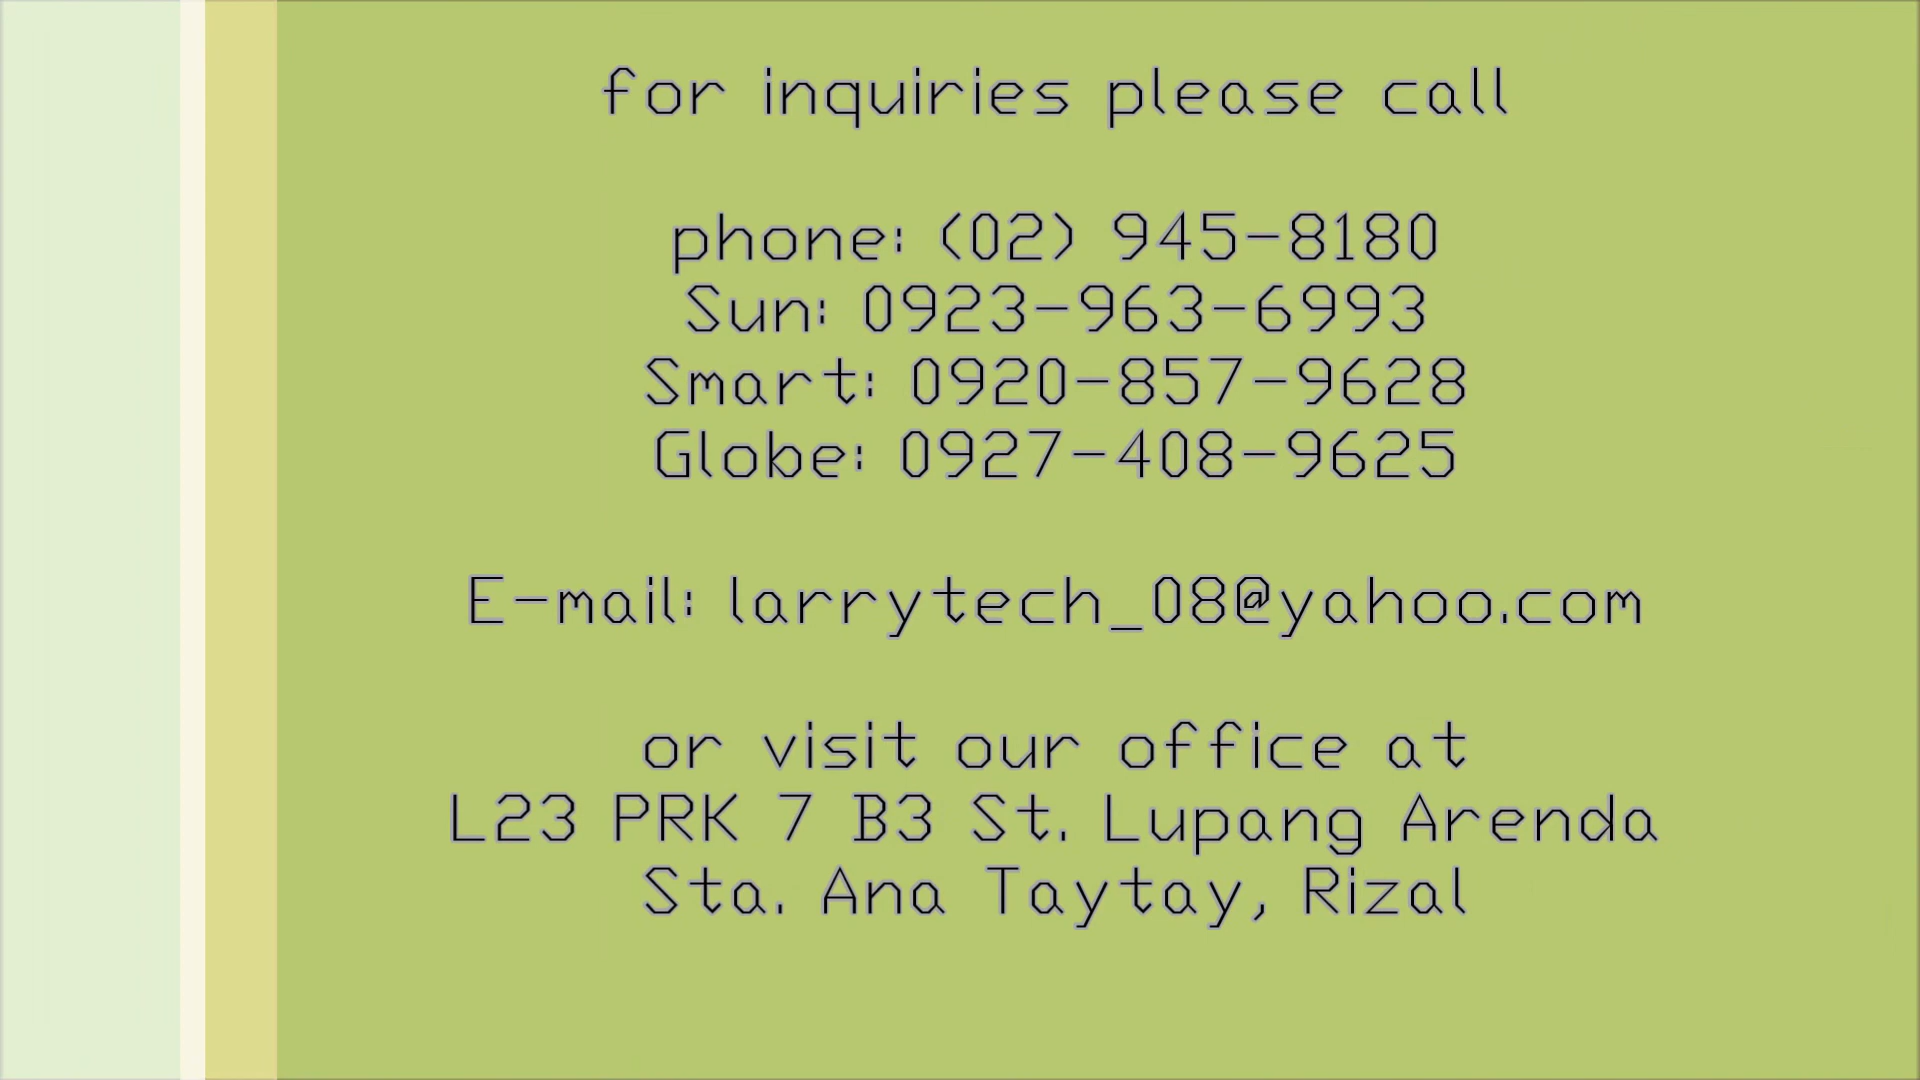 for inquiries please call
phone: (02) 945-8180
Sun: 0923-963-6993
Smart: 0920-857-9628
Globe: 0927-408-9625
E-mail: larrytech_08@yahoo.com
or visit our office at
L23 PRK 7 B3 St. Lupang Arenda
Sta. Ana Taytay, Rizal